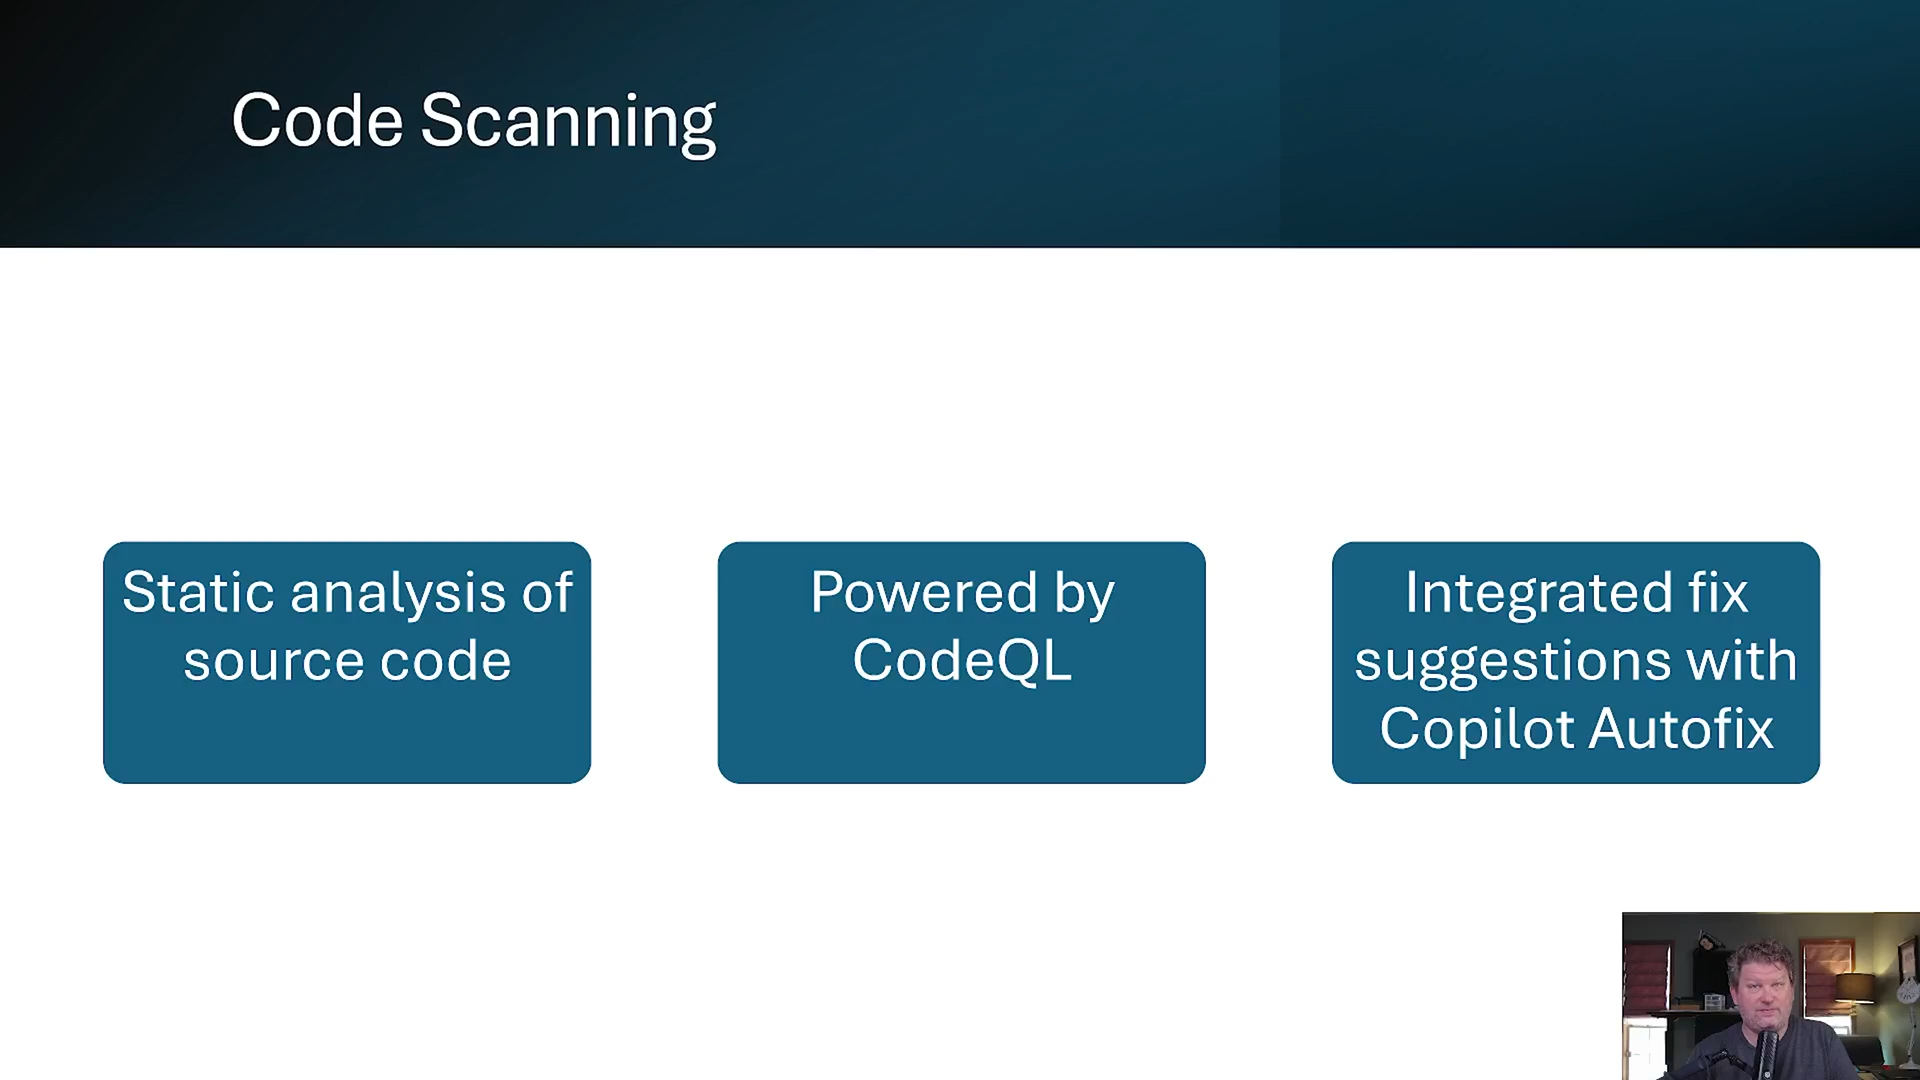 Code Scanning
Static analysis of
source code
Powered by
CodeQL
Integrated fix
suggestions with
Copilot Autofix